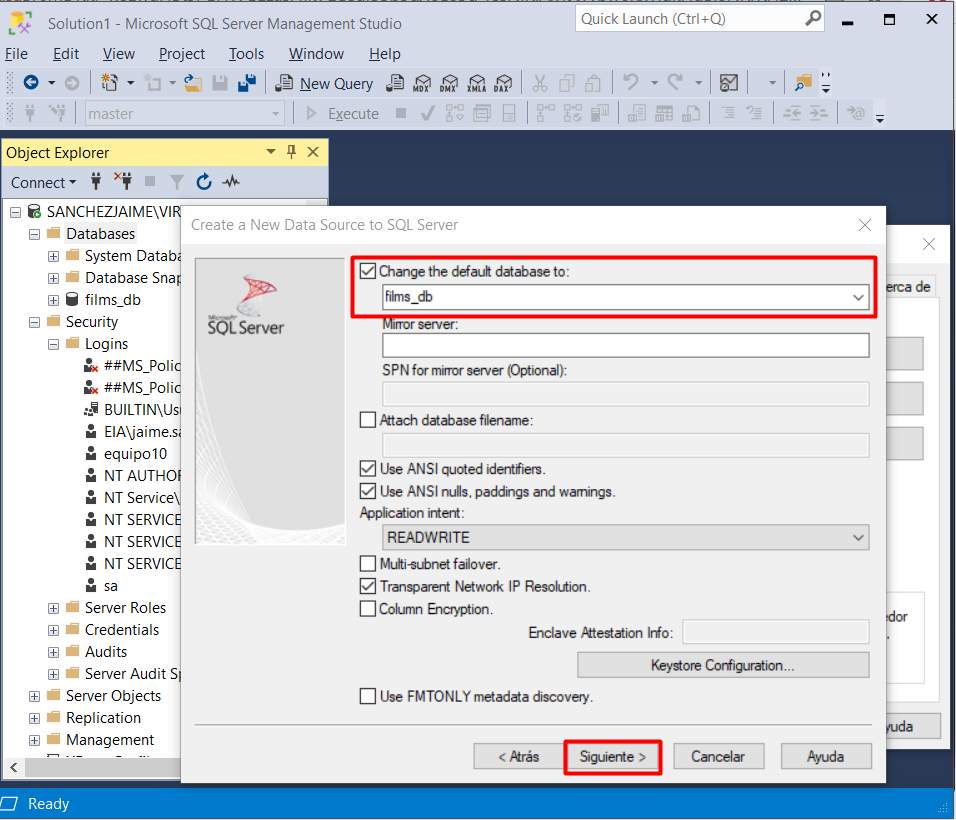 Solution1 - Microsoft SQL Server Management Studio
Quick Launch (Ctrl+Q)
File Edit View Project Tools Window Help
New Query MDX DMX XMLA DAX
master Execute
Object Explorer
Connect
SANCHEZJAIME\VIR
Databases
System Databa
Database Snap
films_db
Security
Logins
##MS_Polic
##MS_Polic
BUILTIN\Usu
EIA\jaime.sa
equipo10
NT AUTHOR
NT Service\
NT SERVICE
NT SERVICE
NT SERVICE
sa
Server Roles
Credentials
Audits
Server Audit Sp
Server Objects
Replication
Management
Create a New Data Source to SQL Server
Microsoft
SQL Server
Change the default database to:
films_db
Mirror server:
SPN for mirror server (Optional):
Attach database filename:
Use ANSI quoted identifiers.
Use ANSI nulls, paddings and warnings.
Application intent:
READWRITE
Multi-subnet failover.
Transparent Network IP Resolution.
Column Encryption.
Enclave Attestation Info:
Keystore Configuration...
Use FMTONLY metadata discovery.
< Atrás Siguiente > Cancelar Ayuda
erca de
edor
yuda
Ready